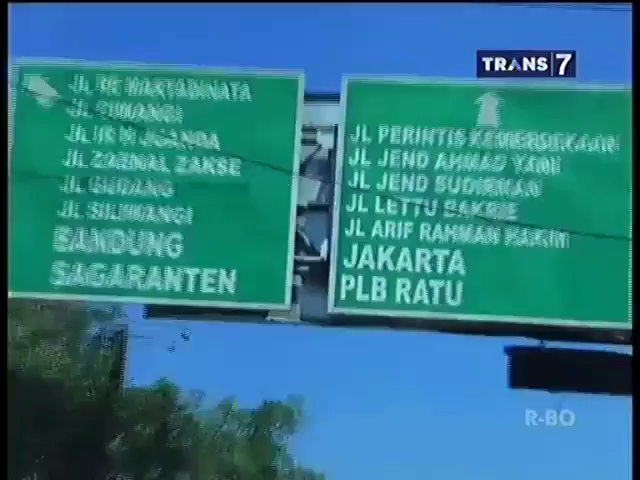 TRANS 7
JL RE MARTADINATA
JL CIWANGI
JL IR H JUANDA
JL ZAENAL ZAKSE
JL GUDANG
JL SILIWANGI
BANDUNG
SAGARANTEN
JL PERINTIS KEMERDEKAAN
JL JEND AHMAD YANI
JL JEND SUDIRMAN
JL LETTU BAKRIE
JL ARIF RAHMAN HAKIM
JAKARTA
PLB RATU
R-BO